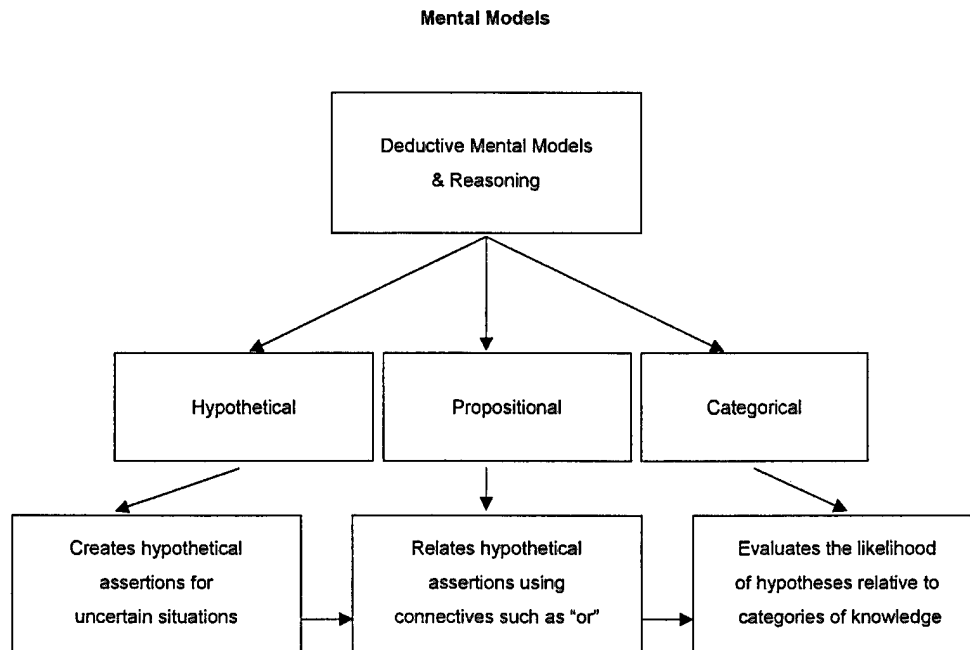 Mental Models
Deductive Mental Models
& Reasoning
Hypothetical
Propositional
Categorical
Creates hypothetical
assertions for
uncertain situations
Relates hypothetical
assertions using
connectives such as “or”
Evaluates the likelihood
of hypotheses relative to
categories of knowledge